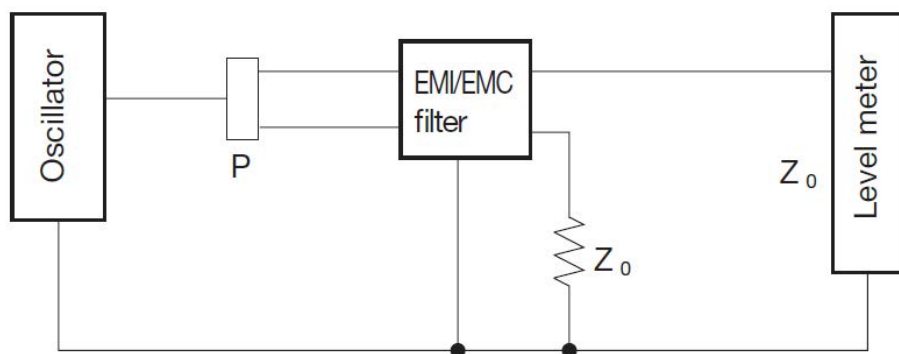 Oscillator
P
EMI/EMC
filter
Z₀
Z₀
Level meter